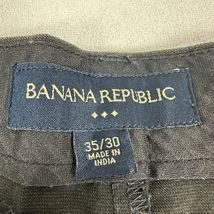 BANANA REPUBLIC
35/30
MADE IN
INDIA